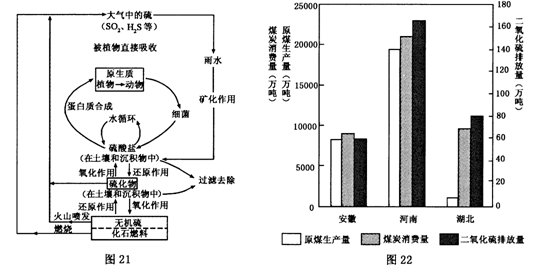 大气中的硫
(SO₂、H₂S等)
被植物直接吸收
雨水
原生质
植物→动物
矿化作用
蛋白质合成
细菌
水循环
硫酸盐
(在土壤和沉积物中)
氧化作用
还原作用
过滤去除
硫化物
(在土壤和沉积物中)
还原作用
氧化作用
火山喷发
无机硫
燃烧
化石燃料
图 21
原煤生产量(万吨)
煤炭消费量(万吨)
二氧化硫排放量(万吨)
25000
20000
15000
10000
5000
0
180
160
140
120
100
80
60
40
20
0
安徽
河南
湖北
原煤生产量
煤炭消费量
二氧化硫排放量
图 22